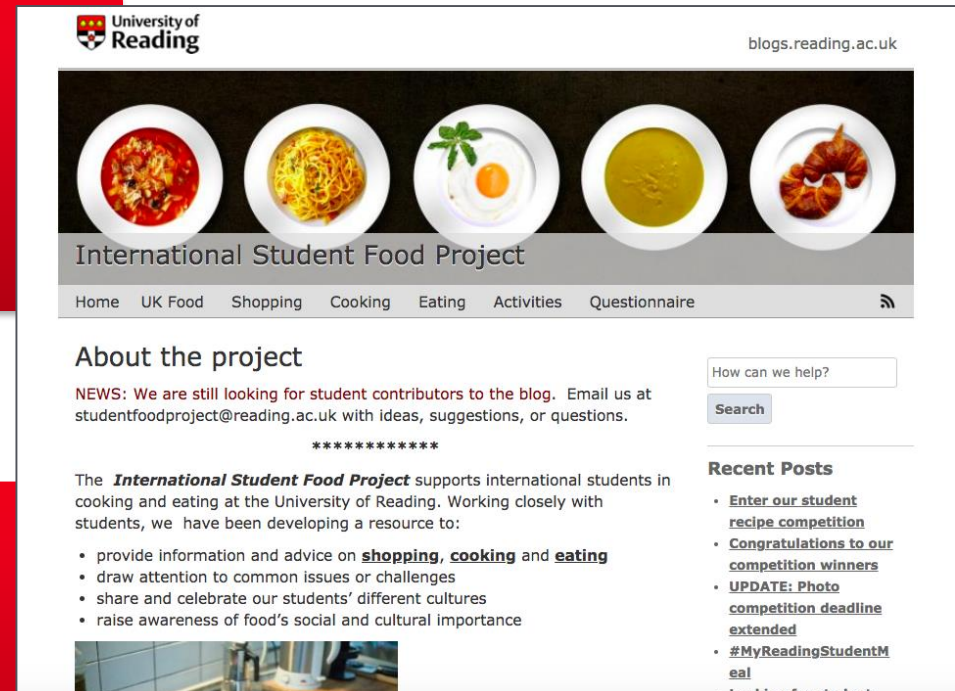 University of
Reading
blogs.reading.ac.uk
International Student Food Project
Home UK Food Shopping Cooking Eating Activities Questionnaire
About the project
NEWS: We are still looking for student contributors to the blog. Email us at
studentfoodproject@reading.ac.uk with ideas, suggestions, or questions.
************
The International Student Food Project supports international students in
cooking and eating at the University of Reading. Working closely with
students, we have been developing a resource to:
• provide information and advice on shopping, cooking and eating
• draw attention to common issues or challenges
• share and celebrate our students' different cultures
• raise awareness of food's social and cultural importance
How can we help?
Search
Recent Posts
• Enter our student
recipe competition
• Congratulations to our
competition winners
• UPDATE: Photo
competition deadline
extended
• #MyReadingStudentM
eal